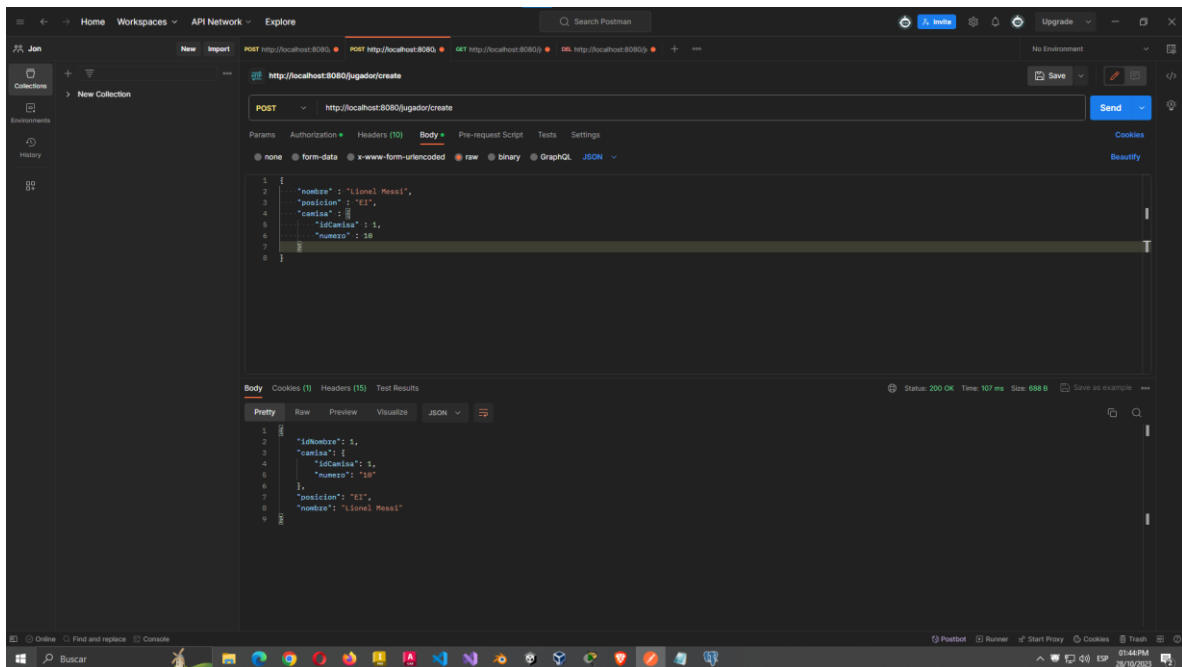 Home Workspaces API Network Explore Search Postman Invite Upgrade
Jon New Import POST http://localhost:8080, POST http://localhost:8080, GET http://localhost:8080/j DEL http://localhost:8080/j No Environment
Collections
Environments
History
New Collection
http://localhost:8080/jugador/create Save
POST http://localhost:8080/jugador/create Send
Params Authorization Headers (10) Body Pre-request Script Tests Settings Cookies
none form-data x-www-form-urlencoded raw binary GraphQL JSON Beautify
1 {
2 "nombre" : "Lionel Messi",
3 "posicion" : "EI",
4 "camisa" : {
5 "idCamisa" : 1,
6 "numero" : 10
7 }
8 }
Body Cookies (1) Headers (15) Test Results Status: 200 OK Time: 107 ms Size: 688 B Save as example
Pretty Raw Preview Visualize JSON
1 {
2 "idNombre": 1,
3 "camisa": {
4 "idCamisa": 1,
5 "numero": "10"
6 },
7 "posicion": "EI",
8 "nombre": "Lionel Messi"
9 }
Online Find and replace Console Postbot Runner Start Proxy Cookies Trash
Buscar ESP 01:44PM
28/10/2023